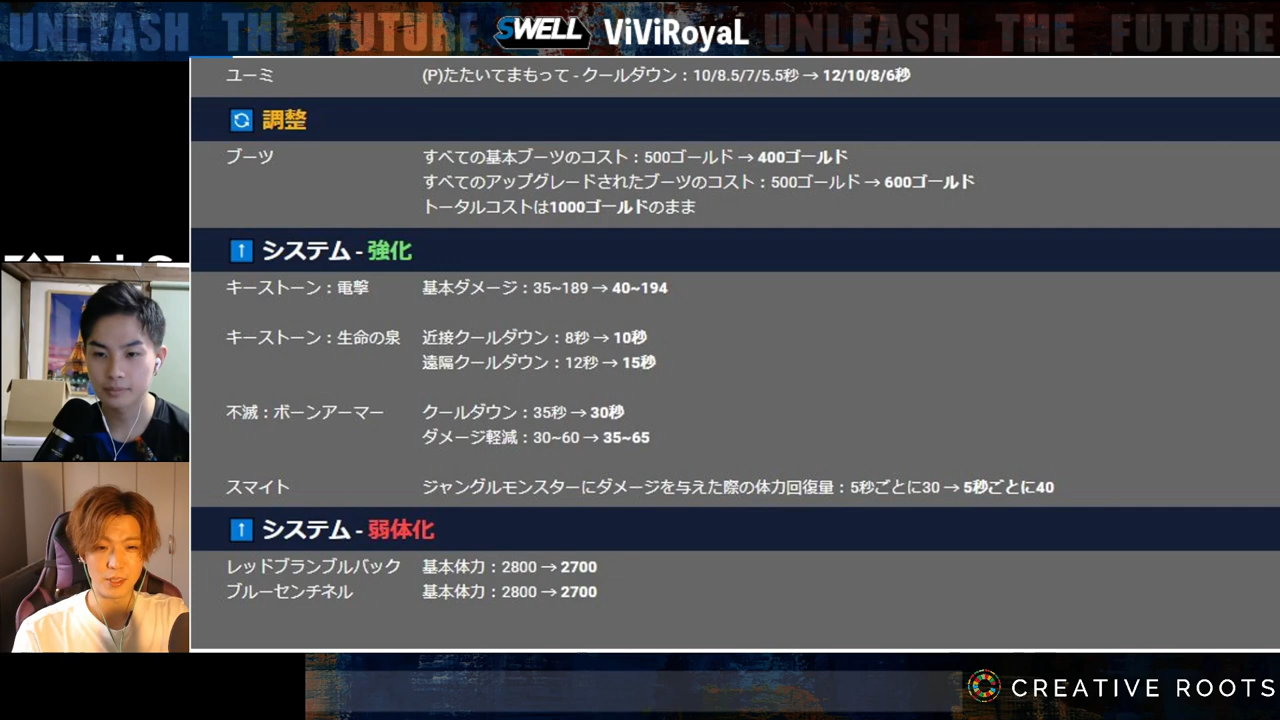 UNLEASH THE FUTURE SWELL ViViRoyaL UNLEASH THE FUTURE
ユーミ (P)たたいてまもって - クールダウン：10/8.5/7/5.5秒 → 12/10/8/6秒
調整
ブーツ すべての基本ブーツのコスト：500ゴールド → 400ゴールド
すべてのアップグレードされたブーツのコスト：500ゴールド → 600ゴールド
トータルコストは1000ゴールドのまま
システム - 強化
キーストーン：電撃 基本ダメージ：35~189 → 40~194
キーストーン：生命の泉 近接クールダウン：8秒 → 10秒
遠隔クールダウン：12秒 → 15秒
不滅：ボーンアーマー クールダウン：35秒 → 30秒
ダメージ軽減：30~60 → 35~65
スマイト ジャングルモンスターにダメージを与えた際の体力回復量：5秒ごとに30 → 5秒ごとに40
システム - 弱体化
レッドブランブルバック 基本体力：2800 → 2700
ブルーセンチネル 基本体力：2800 → 2700
CREATIVE ROOTS